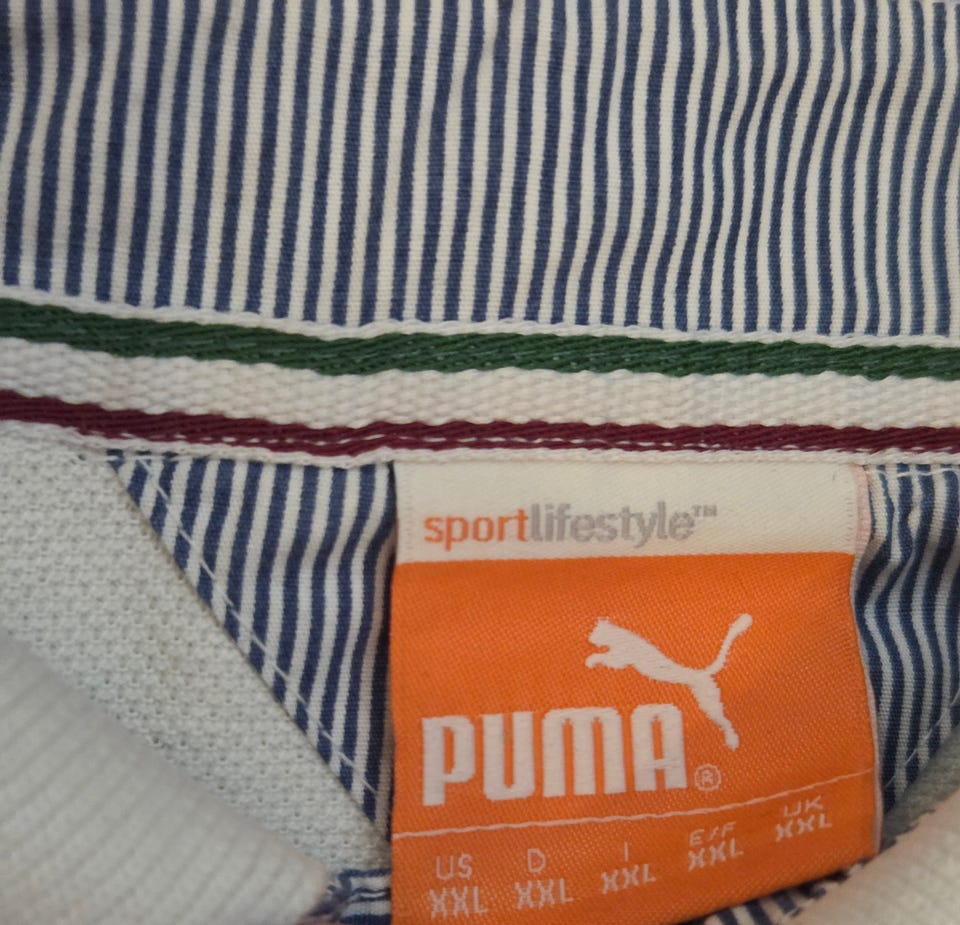 sportlifestyle™
PUMA®
US D I E/F UK
XXL XXL XXL XXL XXL